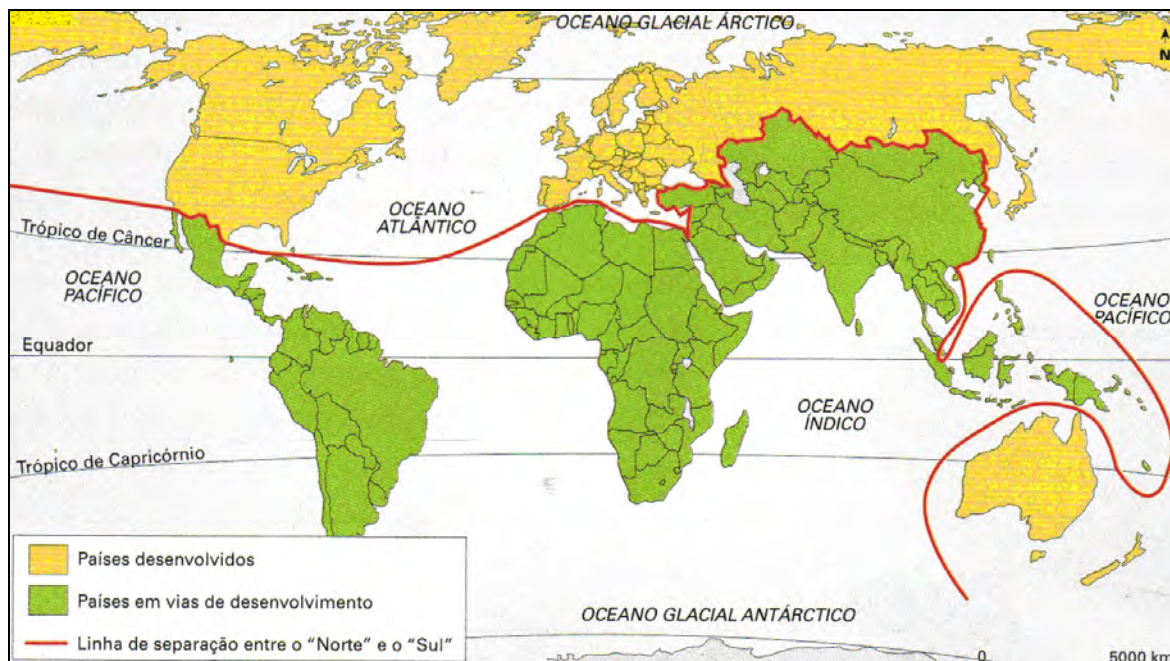 OCEANO GLACIAL ÁRCTICO
N
OCEANO
ATLÂNTICO
Trópico de Câncer
OCEANO
PACÍFICO
OCEANO
PACÍFICO
Equador
OCEANO
ÍNDICO
Trópico de Capricórnio
Países desenvolvidos
Países em vias de desenvolvimento
Linha de separação entre o “Norte” e o “Sul”
OCEANO GLACIAL ANTÁRCTICO
0 5000 km